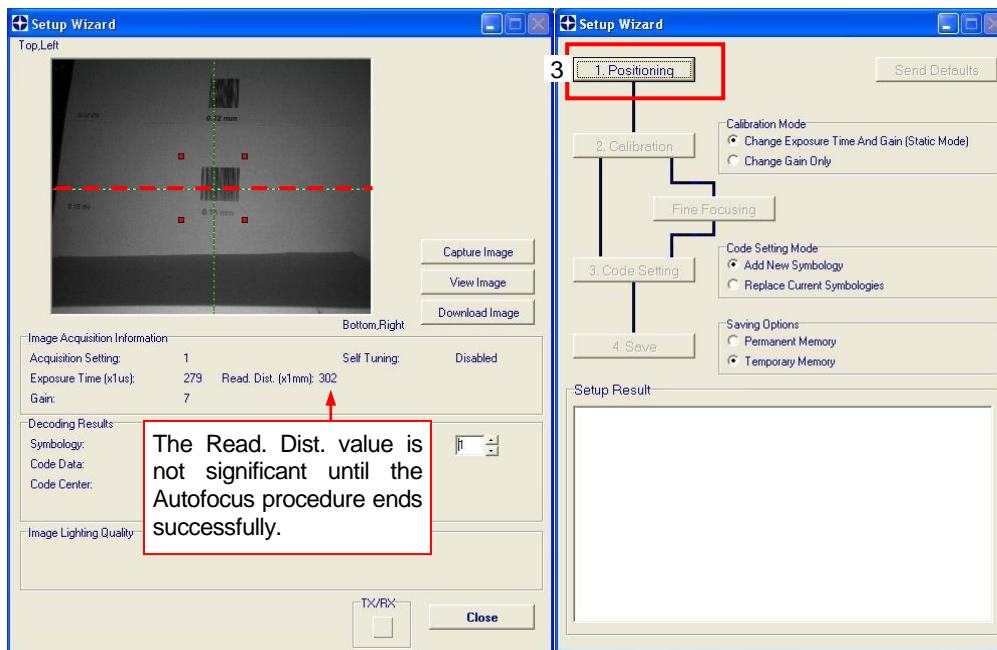 Setup Wizard
Top,Left
0.12 mm
Capture Image
View Image
Download Image
Bottom,Right
Image Acquisition Information
Acquisition Setting: 1 Self Tuning: Disabled
Exposure Time (x1us): 279 Read. Dist. (x1mm): 302
Gain: 7
Decoding Results
Symbology: 1
Code Data:
Code Center:
The Read. Dist. value is
not significant until the
Autofocus procedure ends
successfully.
Image Lighting Quality
TX/RX
Close
Setup Wizard
3 1. Positioning
Send Defaults
2. Calibration
Calibration Mode
Change Exposure Time And Gain (Static Mode)
Change Gain Only
Fine Focusing
3. Code Setting
Code Setting Mode
Add New Symbology
Replace Current Symbologies
4. Save
Saving Options
Permanent Memory
Temporary Memory
Setup Result